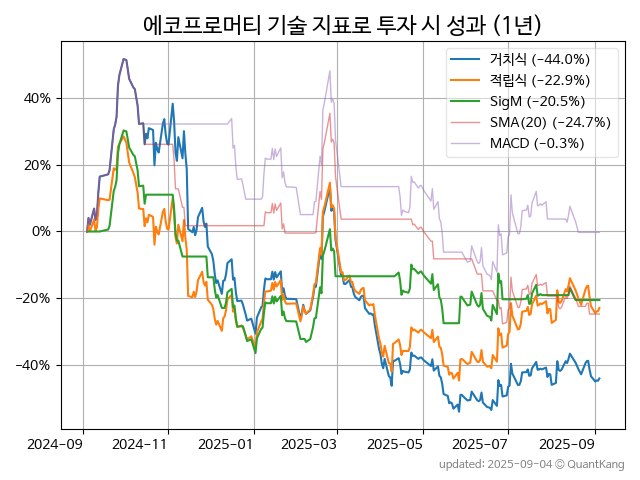 에코프로머티 기술 지표로 투자 시 성과 (1년)
거치식 (−44.0%)
적립식 (−22.9%)
SigM (−20.5%)
SMA(20) (−24.7%)
MACD (−0.3%)
40%
20%
0%
−20%
−40%
2024-09
2024-11
2025-01
2025-03
2025-05
2025-07
2025-09
updated: 2025-09-04 © QuantKang